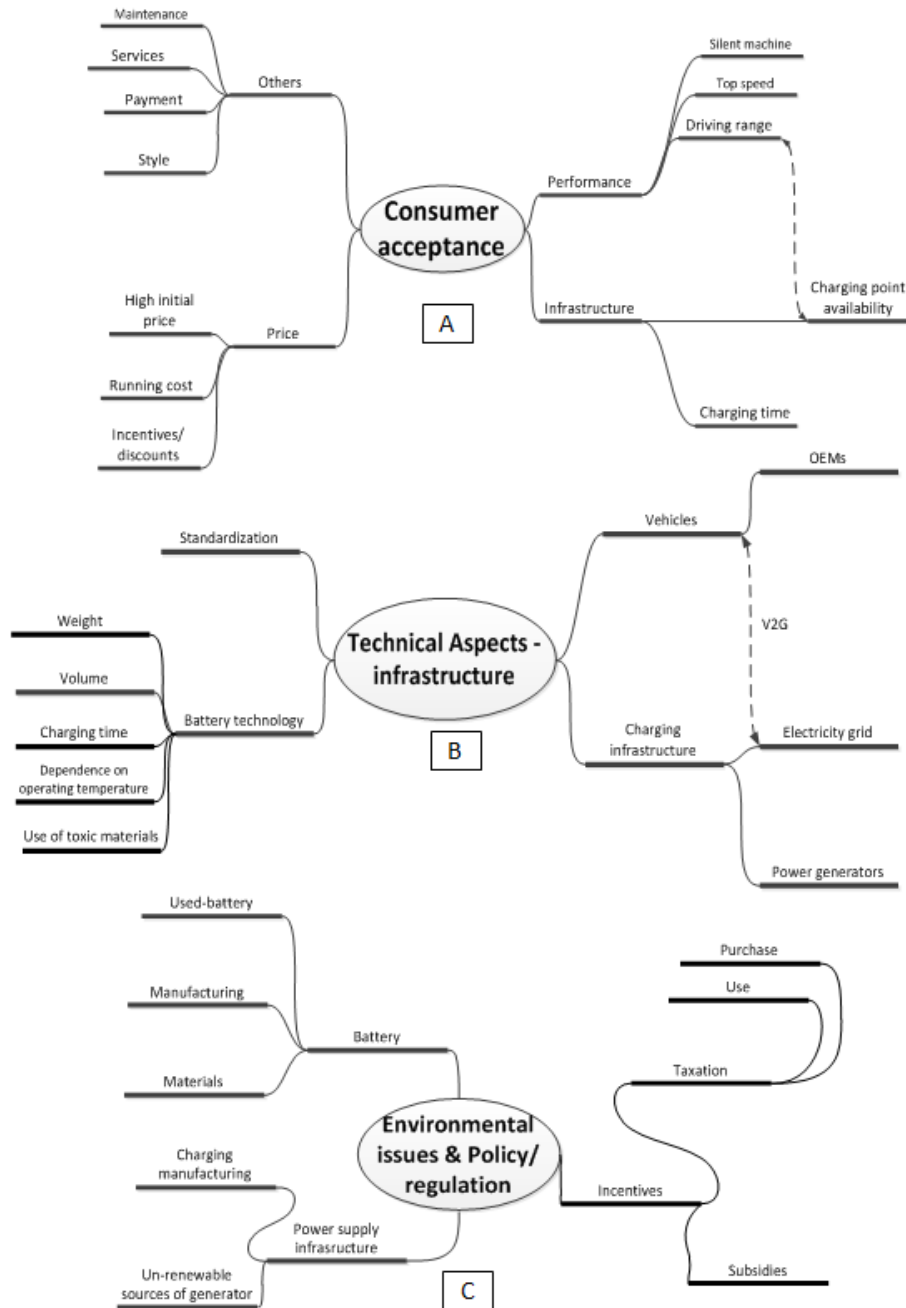 Maintenance
Services
Payment
Style
Others
High initial
price
Running cost
Incentives/
discounts
Price
Consumer
acceptance
A
Performance
Silent machine
Top speed
Driving range
Infrastructure
Charging point
availability
Charging time
Standardization
Weight
Volume
Charging time
Dependence on
operating temperature
Use of toxic materials
Battery technology
Technical Aspects -
infrastructure
B
Vehicles
OEMs
V2G
Charging
infrastructure
Electricity grid
Power generators
Used-battery
Manufacturing
Materials
Battery
Charging
manufacturing
Un-renewable
sources of generator
Power supply
infrasructure
Environmental
issues & Policy/
regulation
C
Incentives
Purchase
Use
Taxation
Subsidies